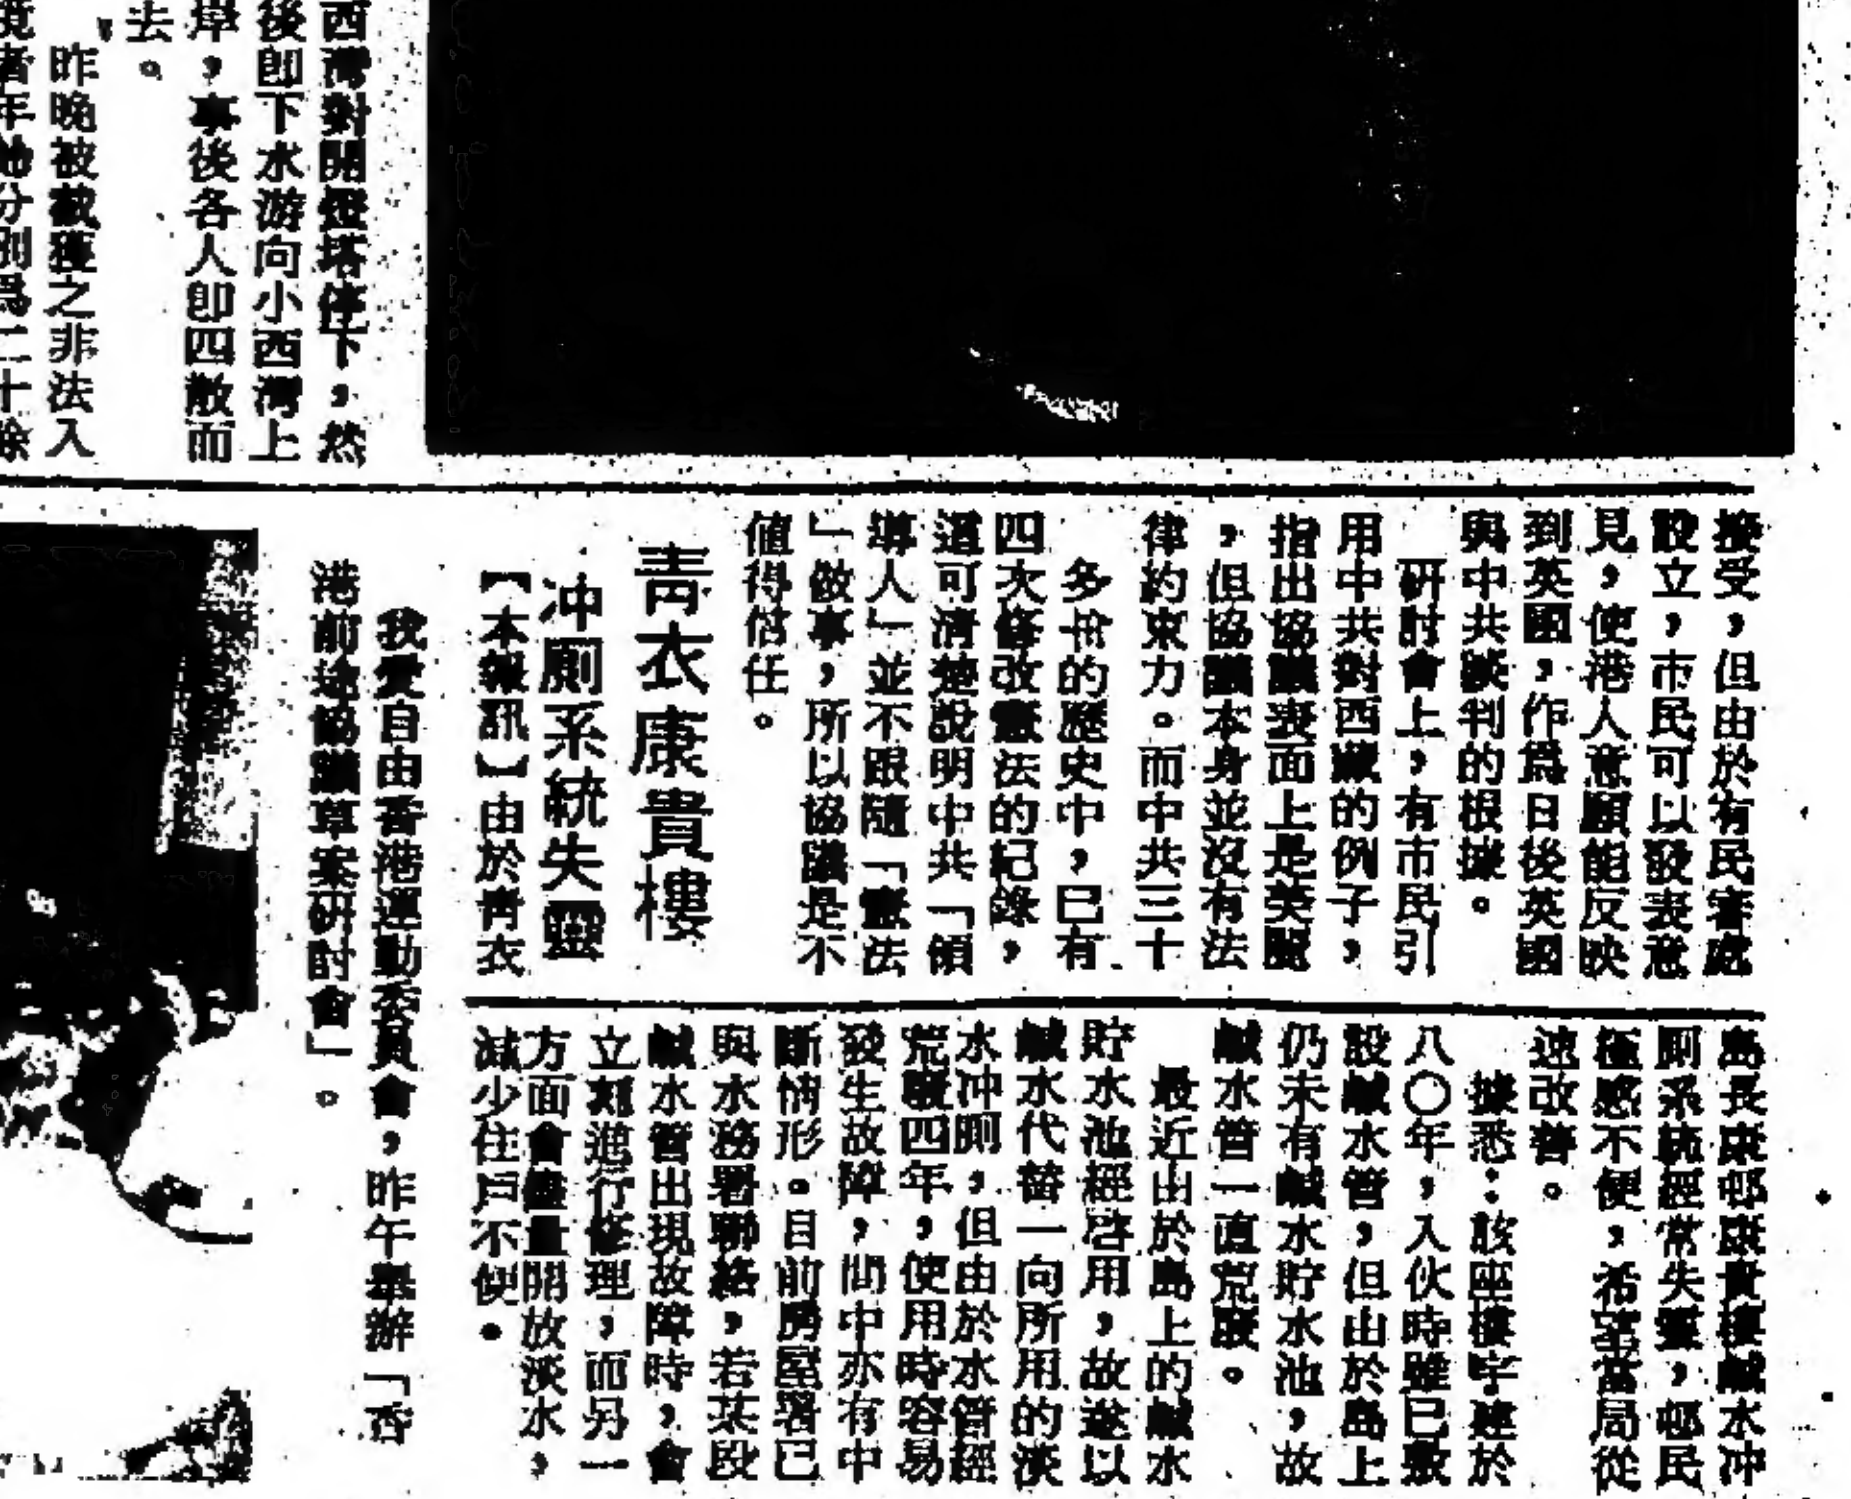 西灣對開燈塔停下，然
後卽下水游向小西灣上
岸，事後各人卽四散而
去。
昨晚被截獲之非法入
境者年齡分別爲二十餘
接受，但由於有民審處
設立，市民可以發表意
見，使港人意願能反映
到英國，作爲日後英國
與中共談判的根據。
研討會上，有市民引
用中共對西藏的例子，
指出協議表面上是美麗
，但協議本身並沒有法
律約束力。而中共三十
多年的歷史中，已有
四次修改憲法的紀錄，
這可清楚說明中共「領
導人」並不跟隨「憲法
」做事，所以協議是不
値得信任。
靑衣康貴樓
冲厠系統失靈
【本報訊】由於靑衣
島長康邨康貴樓鹹水冲
厠系統經常失靈，邨民
極感不便，希望當局從
速改善。
據悉：該座樓宇建於
八〇年，入伙時雖已敷
設鹹水管，但由於島上
仍未有鹹水貯水池，故
鹹水管一直荒廢。
最近由於島上的鹹水
貯水池經啓用，故遂以
鹹水代替一向所用的淡
水冲厠，但由於水管經
荒廢四年，使用時容易
發生故障，間中亦有中
斷情形。目前房屋署已
與水務署聯絡，若某段
鹹水管出現故障時，會
立刻進行修理，而另一
方面會盡量開放淡水，
減少住戶不便。
我愛自由香港運動委員會，昨午舉辦「香
港前途協議草案研討會」。